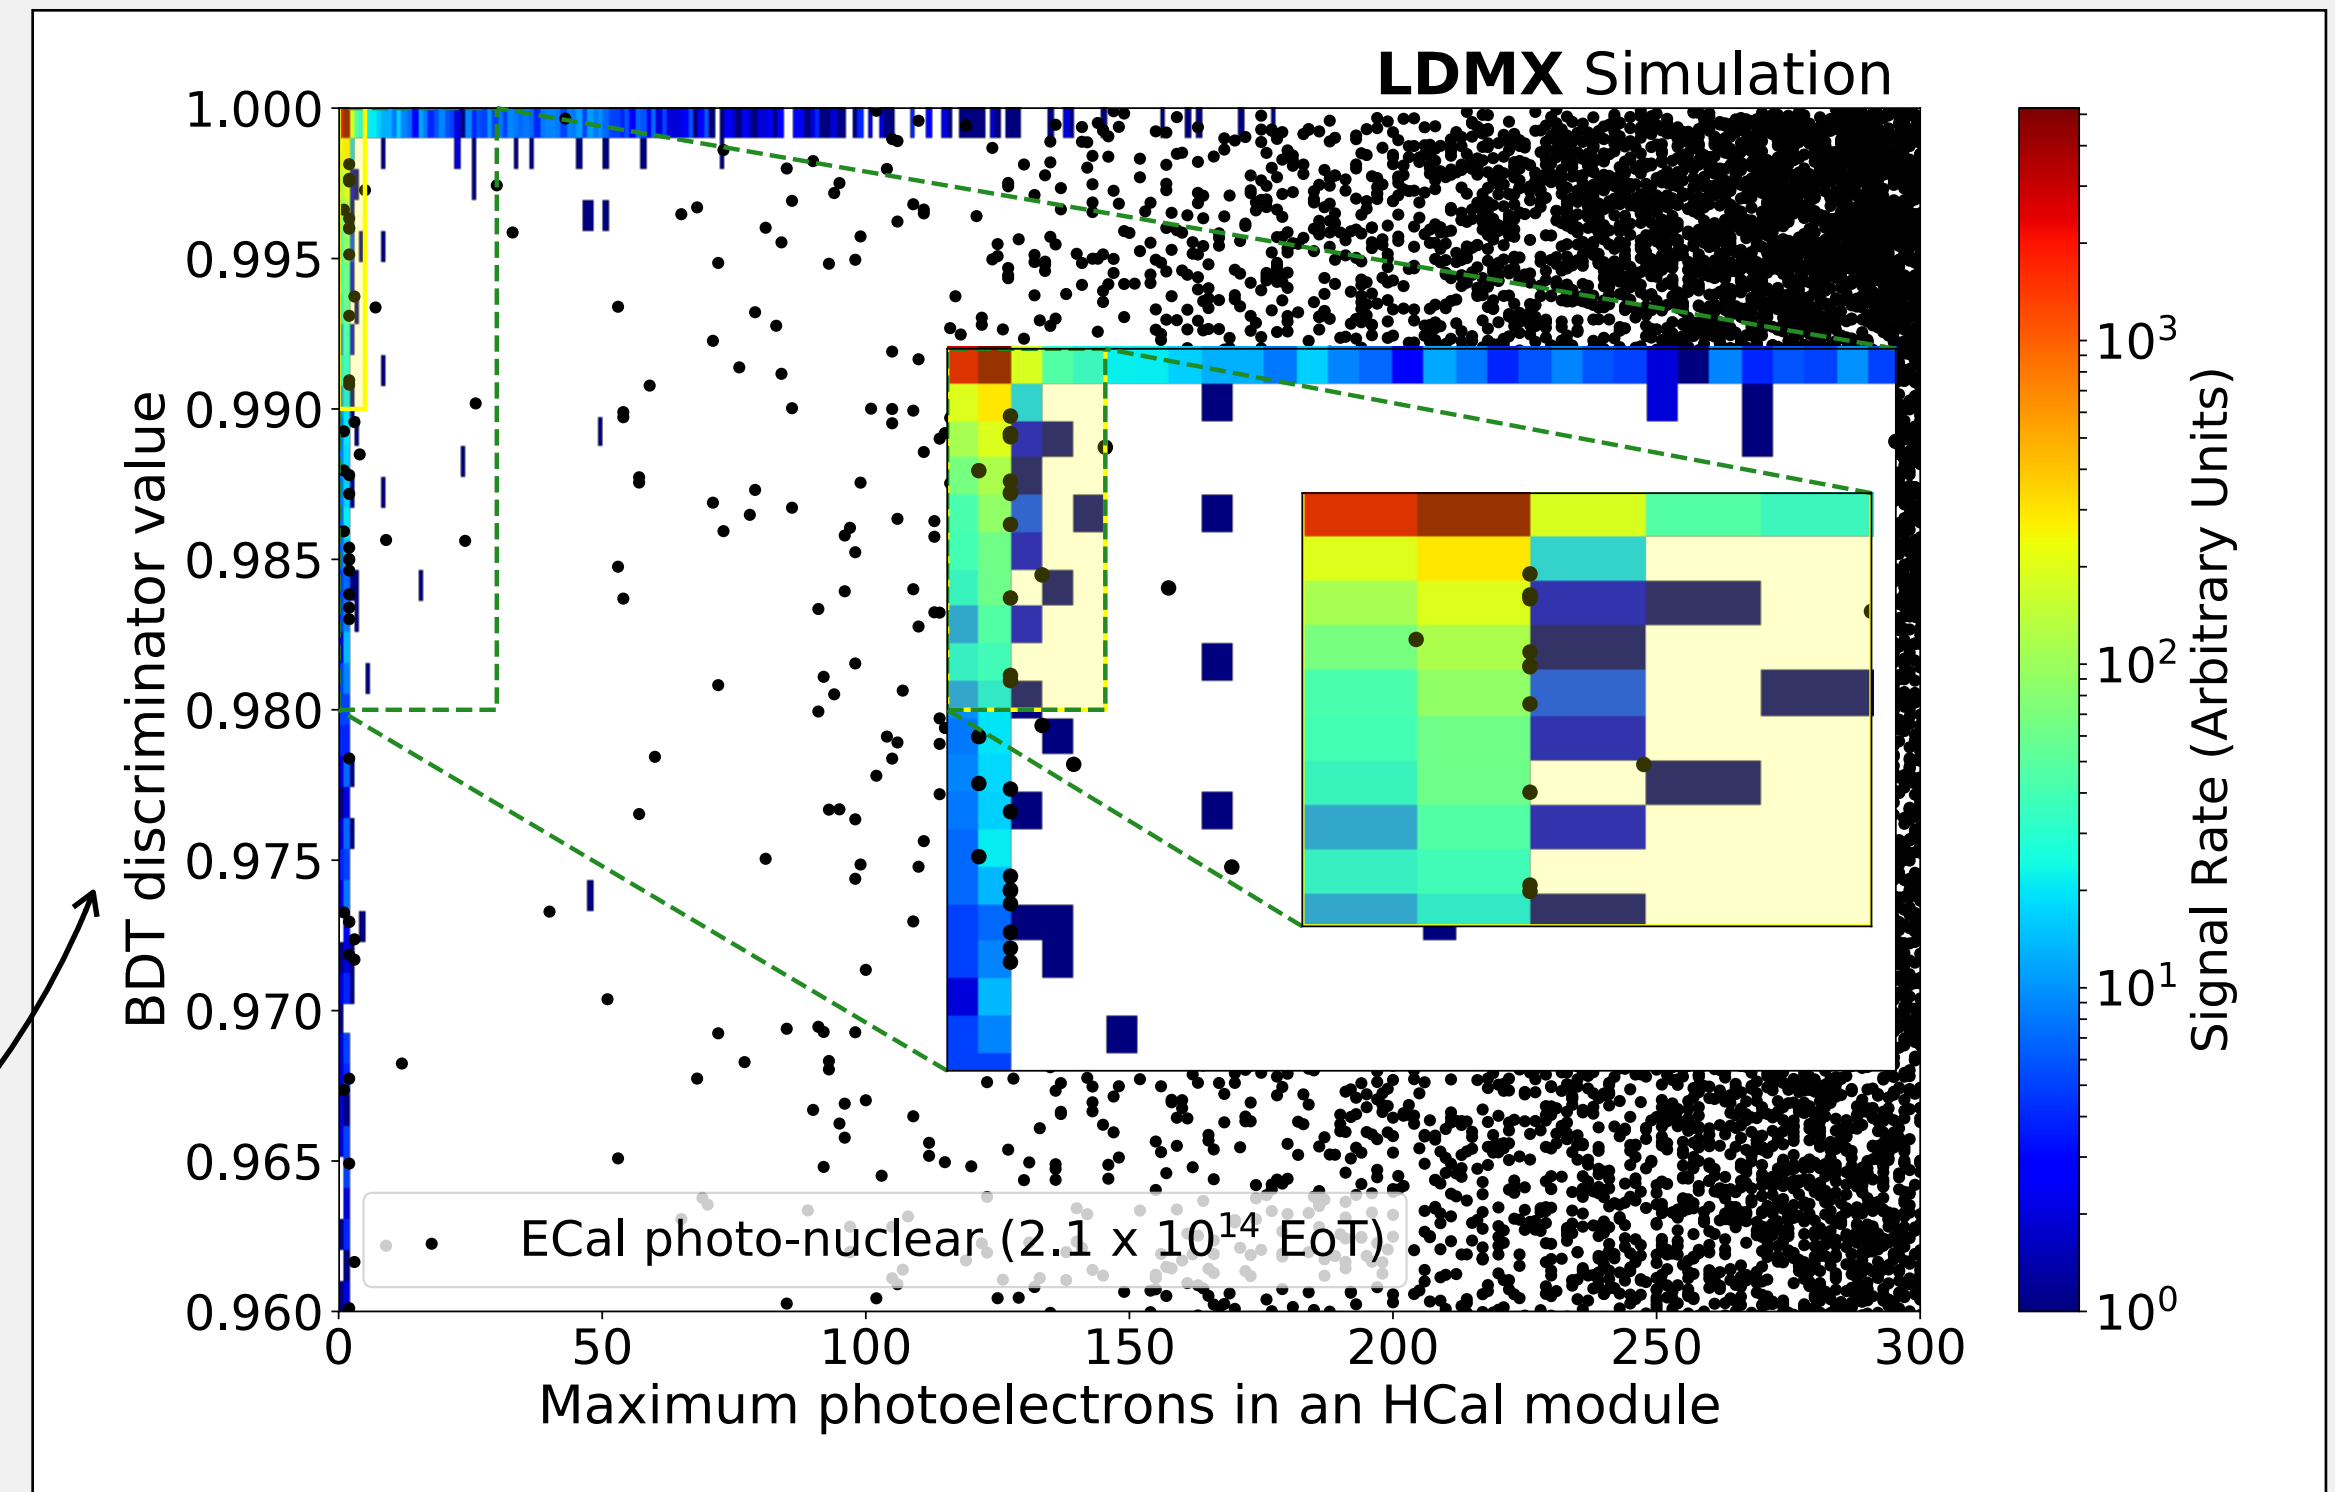 LDMX Simulation
1.000
0.995
0.990
0.985
0.980
0.975
0.970
0.965
0.960
BDT discriminator value
ECal photo-nuclear (2.1 x 10¹⁴ EoT)
0 50 100 150 200 250 300
Maximum photoelectrons in an HCal module
10³
10²
10¹
10⁰
Signal Rate (Arbitrary Units)